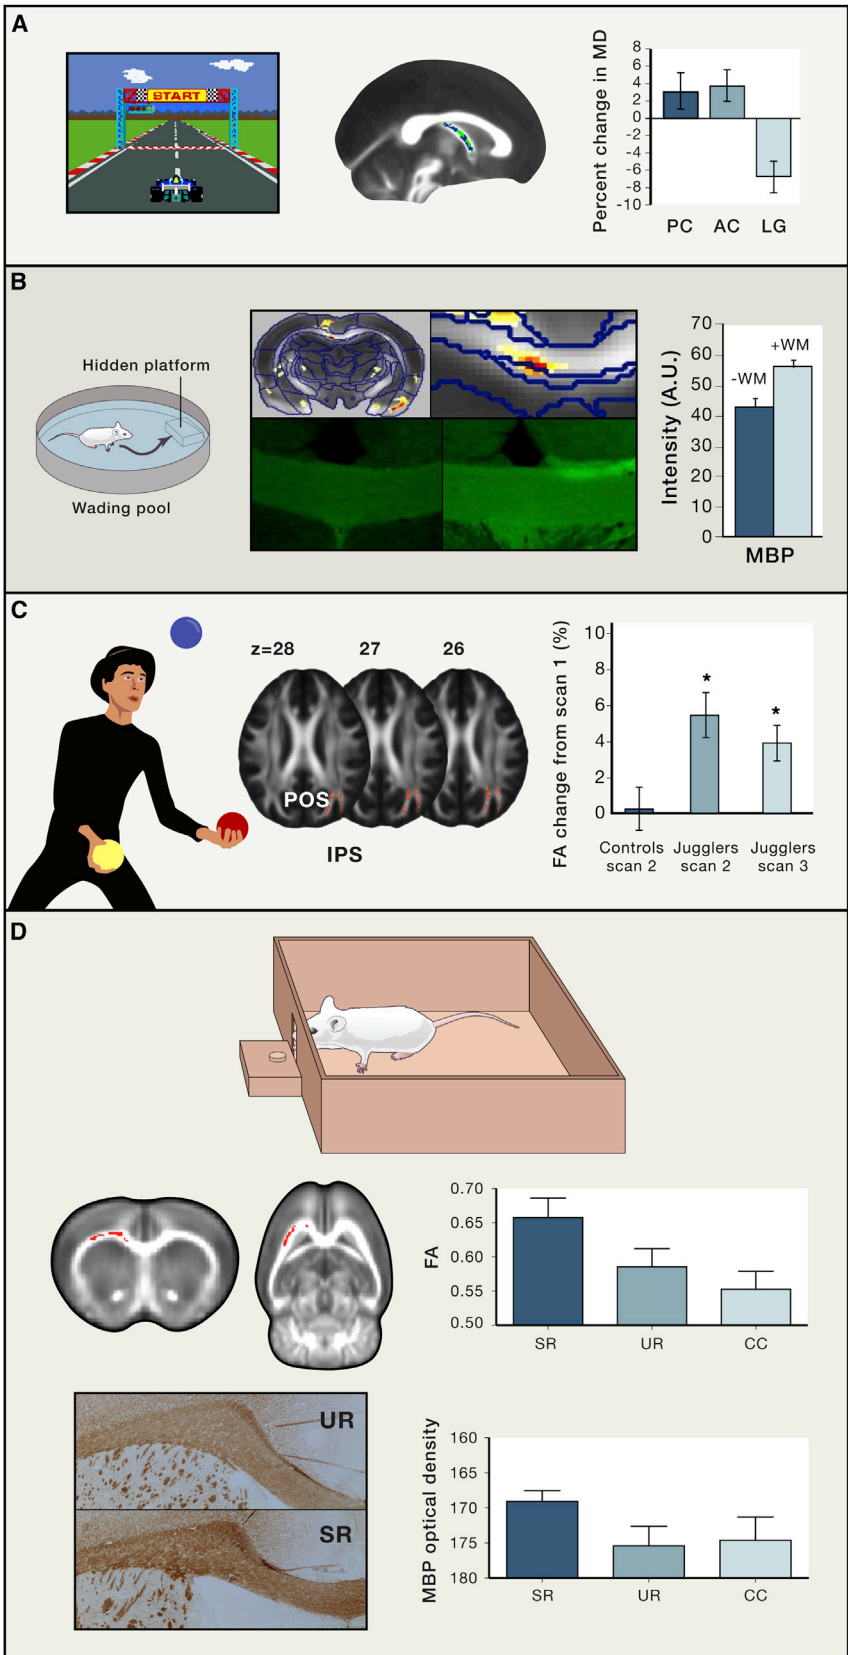 A
START
Percent change in MD
8
6
4
2
0
-2
-4
-6
-8
-10
PC AC LG
B
Hidden platform
Wading pool
Intensity (A.U.)
70
60
50
40
30
20
10
0
-WM
+WM
MBP
C
z=28 27 26
POS
IPS
FA change from scan 1 (%)
10
8
6
4
2
0
*
*
Controls scan 2
Jugglers scan 2
Jugglers scan 3
D
FA
0.70
0.65
0.60
0.55
0.50
SR UR CC
UR
SR
MBP optical density
160
165
170
175
180
SR UR CC